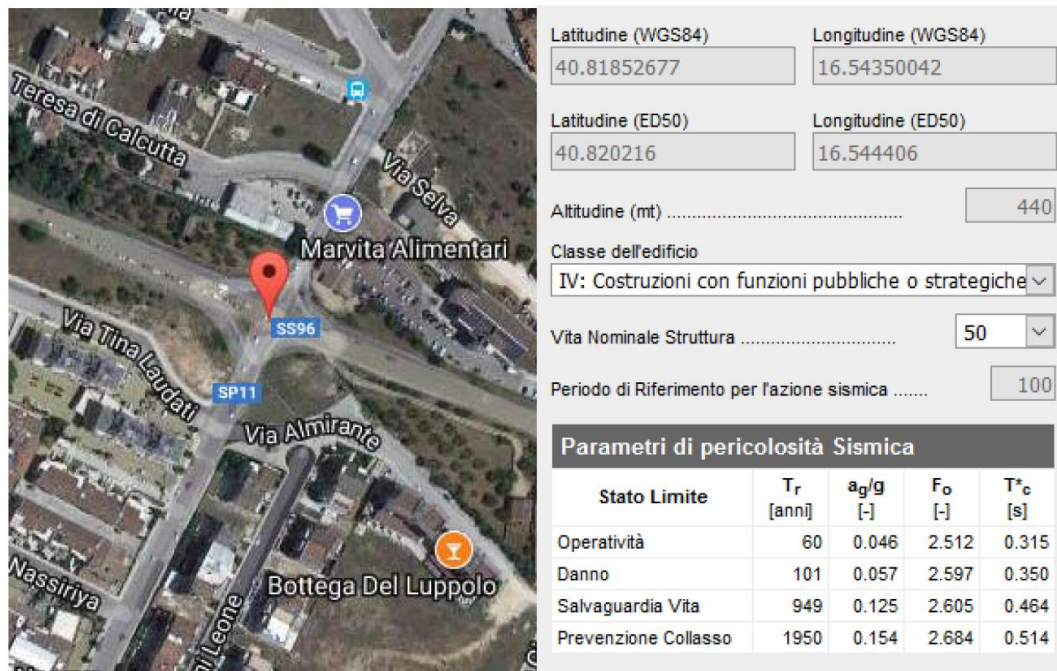 Teresa di Calcutta
Via Selva
Marvita Alimentari
SS96
Via Tina Laudati
SP11
Via Almirante
Nassiriya
Bottega Del Luppolo
ni Leone
Latitudine (WGS84) Longitudine (WGS84)
40.81852677 16.54350042
Latitudine (ED50) Longitudine (ED50)
40.820216 16.544406
Altitudine (mt) ............................................... 440
Classe dell'edificio
IV: Costruzioni con funzioni pubbliche o strategiche
Vita Nominale Struttura ............................... 50
Periodo di Riferimento per l'azione sismica ....... 100
Parametri di pericolosità Sismica
Stato Limite Tr [anni] ag/g [-] Fo [-] T*c [s]
Operatività 60 0.046 2.512 0.315
Danno 101 0.057 2.597 0.350
Salvaguardia Vita 949 0.125 2.605 0.464
Prevenzione Collasso 1950 0.154 2.684 0.514